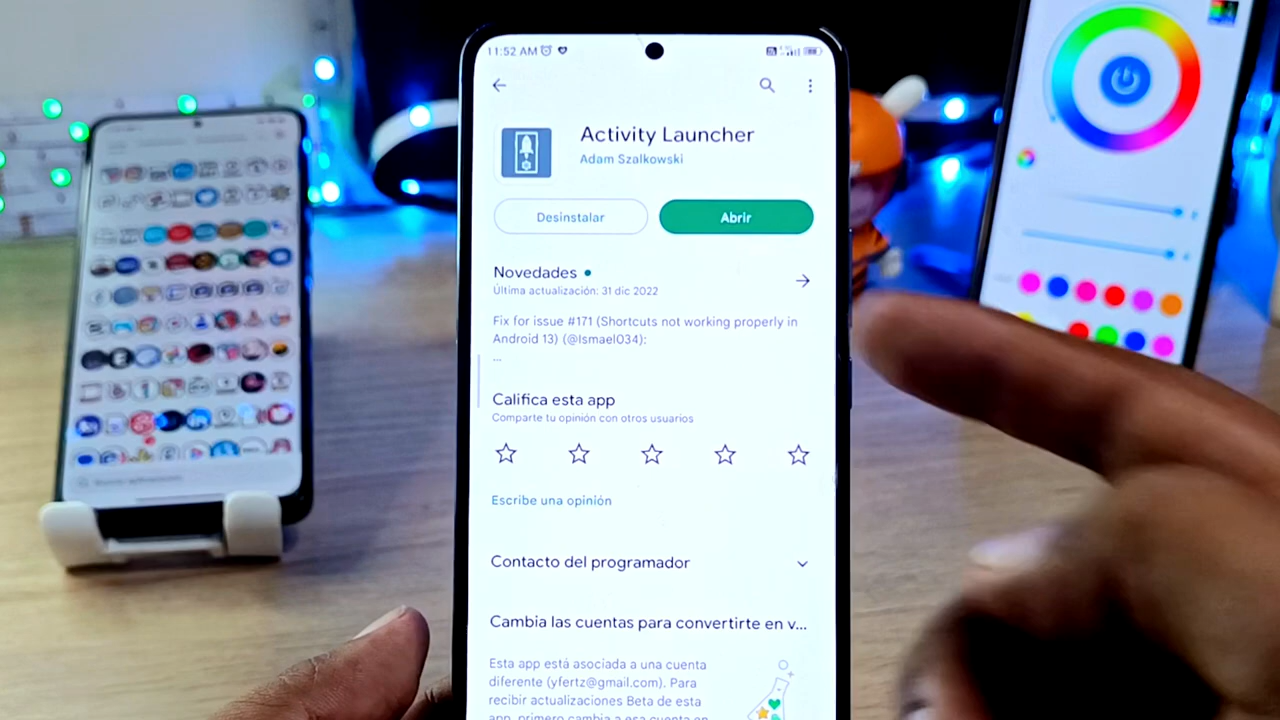 11:52 AM
Activity Launcher
Adam Szalkowski
Desinstalar
Abrir
Novedades
Última actualización: 31 dic 2022
Fix for issue #171 (Shortcuts not working properly in
Android 13) (@Ismael034):
...
Califica esta app
Comparte tu opinión con otros usuarios
Escribe una opinión
Contacto del programador
Cambia las cuentas para convertirte en v...
Esta app está asociada a una cuenta
diferente (yfertz@gmail.com). Para
recibir actualizaciones Beta de esta
app, primero cambia a esa cuenta en